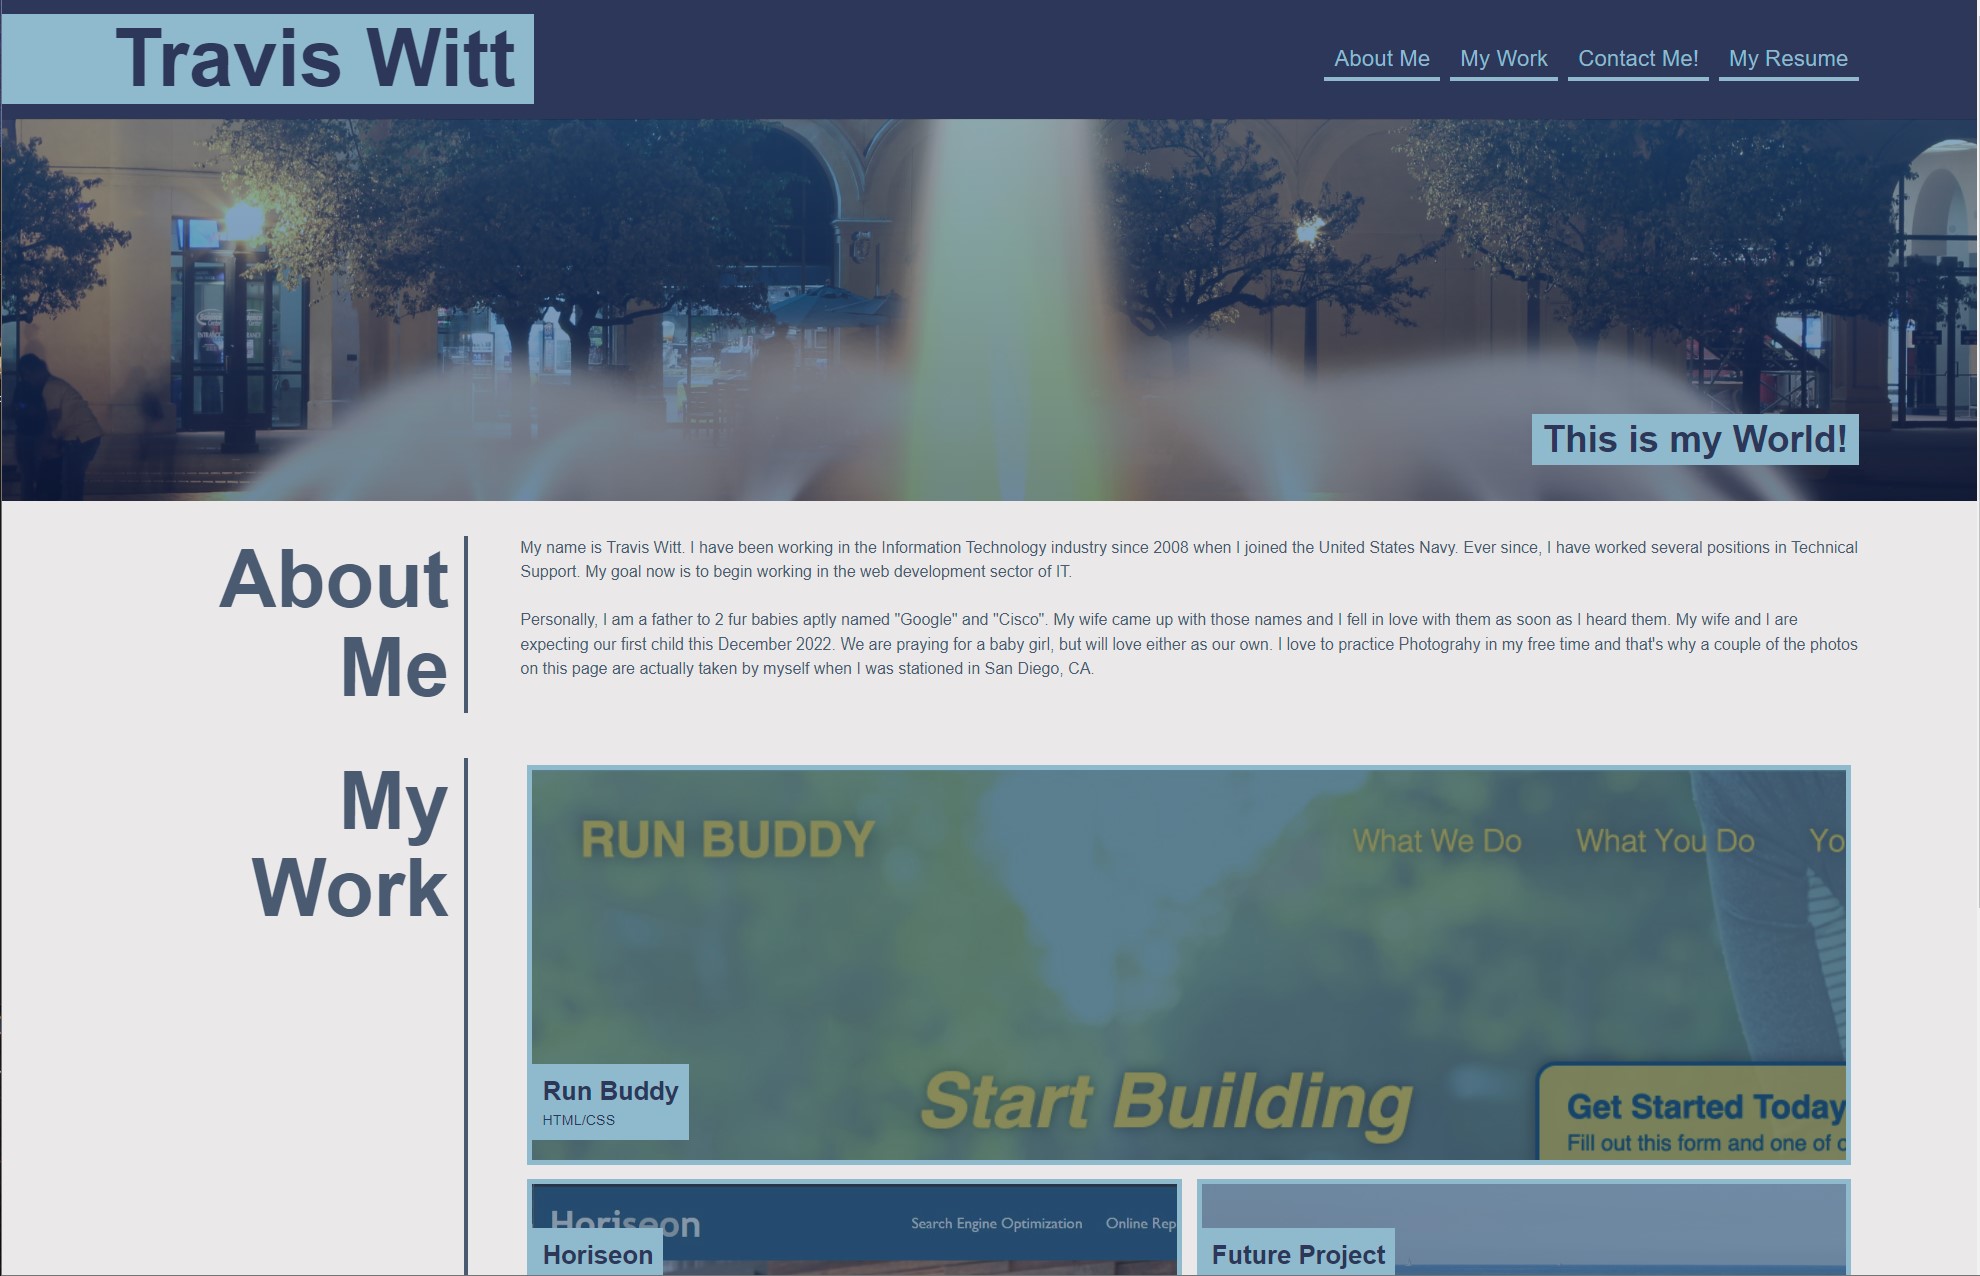 Travis Witt
About Me
My Work
Contact Me!
My Resume
This is my World!
About
Me
My name is Travis Witt. I have been working in the Information Technology industry since 2008 when I joined the United States Navy. Ever since, I have worked several positions in Technical
Support. My goal now is to begin working in the web development sector of IT.
Personally, I am a father to 2 fur babies aptly named "Google" and "Cisco". My wife came up with those names and I fell in love with them as soon as I heard them. My wife and I are
expecting our first child this December 2022. We are praying for a baby girl, but will love either as our own. I love to practice Photograhy in my free time and that's why a couple of the photos
on this page are actually taken by myself when I was stationed in San Diego, CA.
My
Work
RUN BUDDY
What We Do
What You Do
Yo
Start Building
Get Started Today
Fill out this form and one of
Run Buddy
HTML/CSS
Horiseon
Search Engine Optimization
Online Rep
Horiseon
Future Project